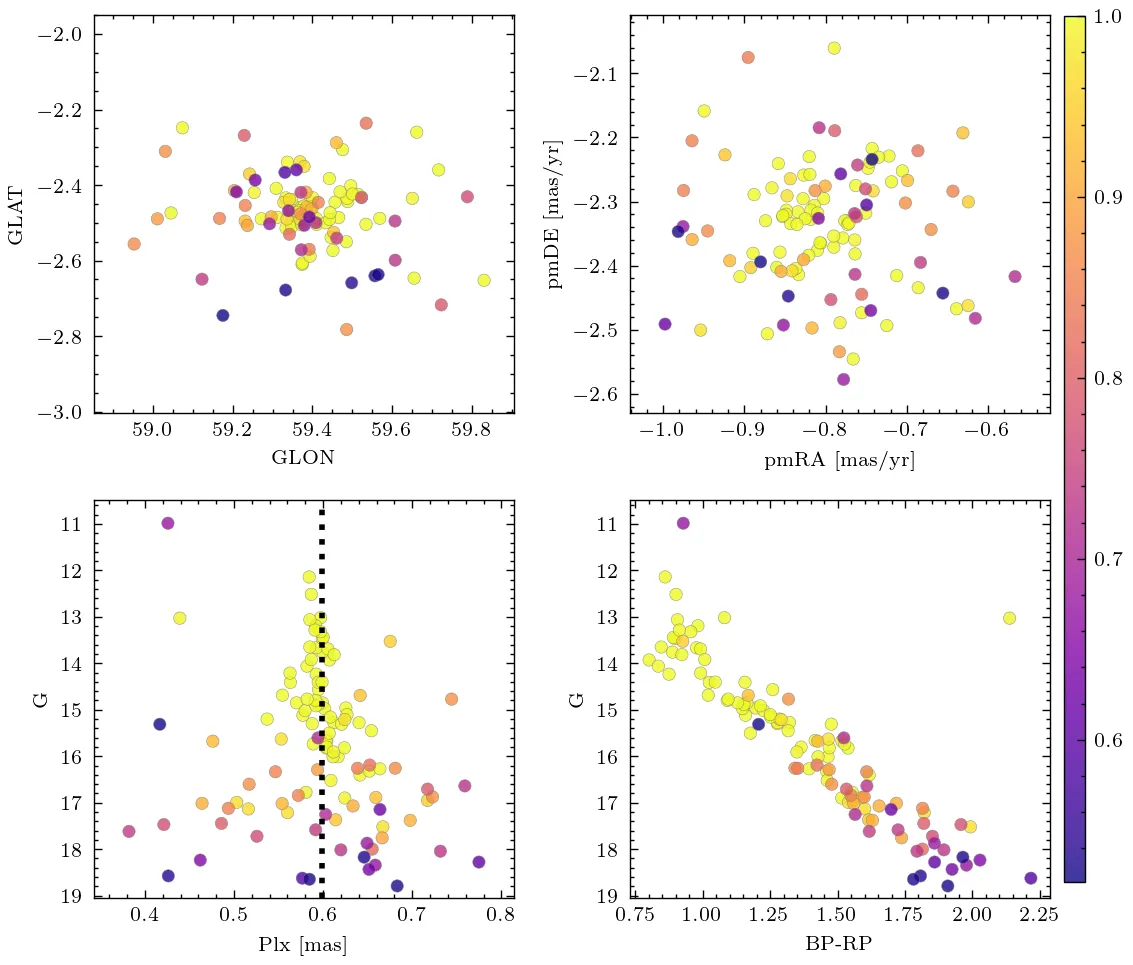 −2.0
−2.2
−2.4
−2.6
−2.8
−3.0
GLAT
59.0 59.2 59.4 59.6 59.8
GLON
−2.1
−2.2
−2.3
−2.4
−2.5
−2.6
pmDE [mas/yr]
−1.0 −0.9 −0.8 −0.7 −0.6
pmRA [mas/yr]
1.0
0.9
0.8
0.7
0.6
11
12
13
14
15
16
17
18
19
G
0.4 0.5 0.6 0.7 0.8
Plx [mas]
11
12
13
14
15
16
17
18
19
G
0.75 1.00 1.25 1.50 1.75 2.00 2.25
BP-RP